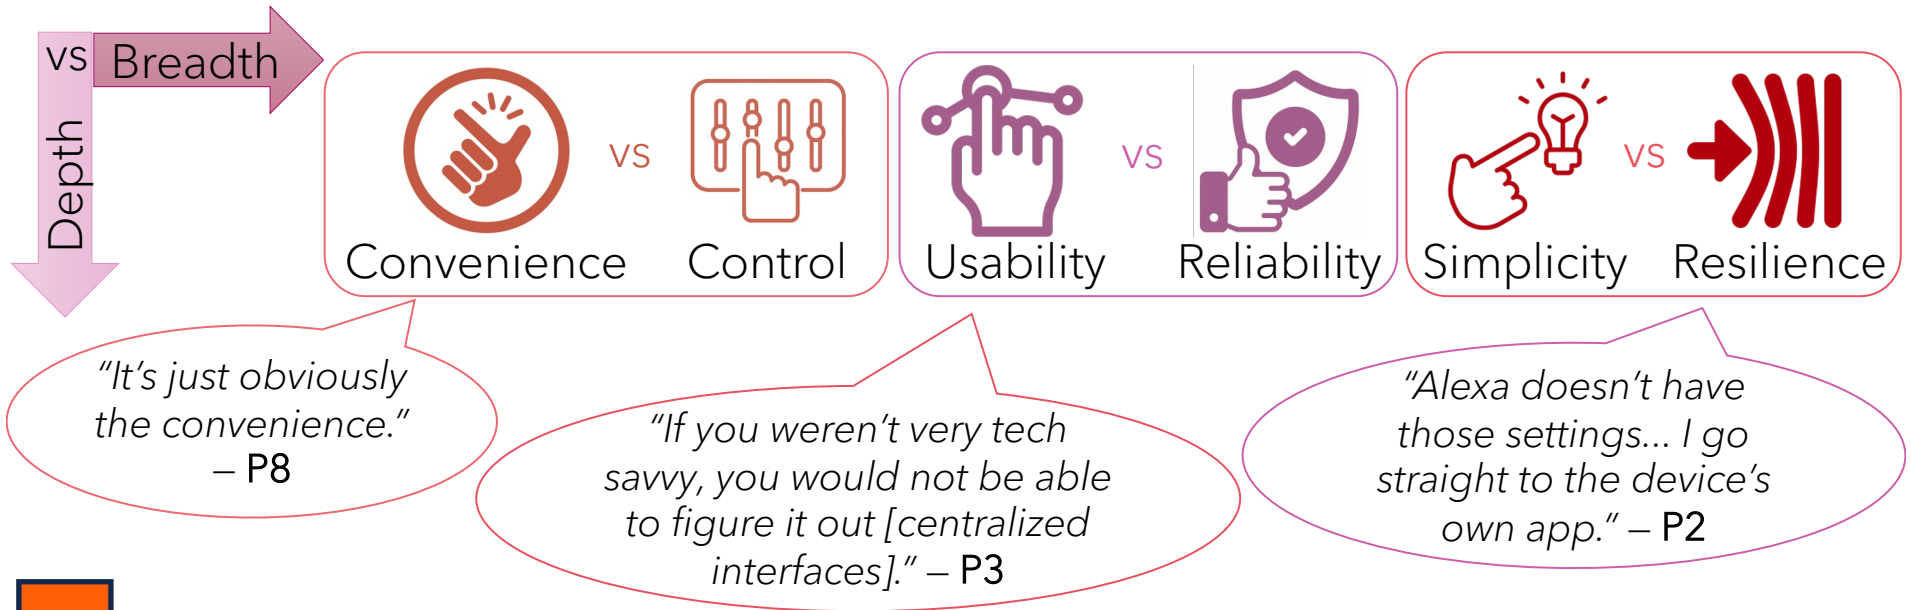 vs Breadth
Depth
vs
Convenience Control
vs
Usability Reliability
vs
Simplicity Resilience
“It’s just obviously
the convenience.”
– P8
“If you weren’t very tech
savvy, you would not be able
to figure it out [centralized
interfaces].” – P3
“Alexa doesn’t have
those settings... I go
straight to the device’s
own app.” – P2